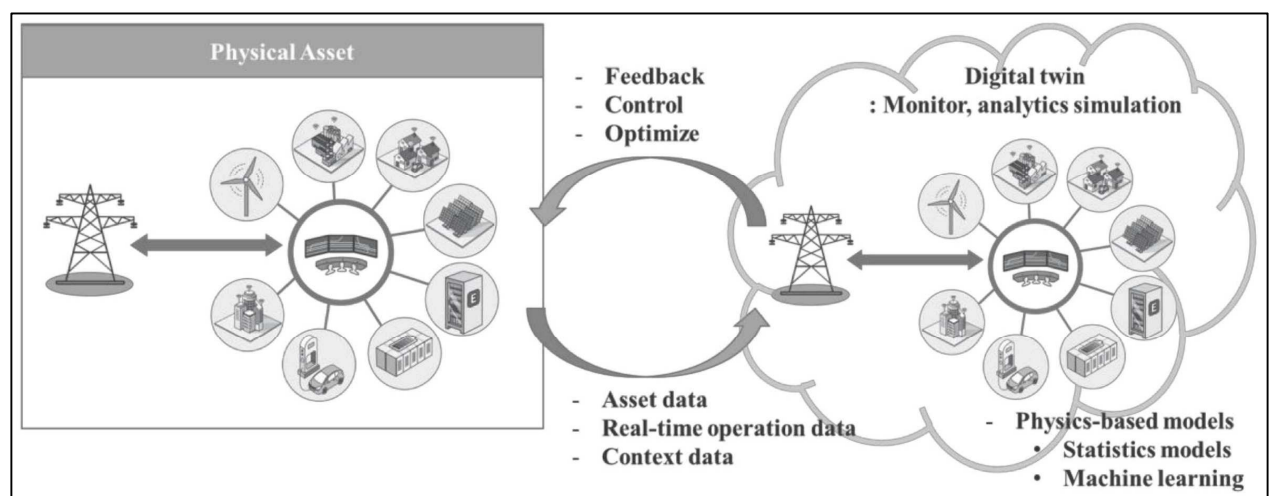 Physical Asset
- Feedback
- Control
- Optimize
- Asset data
- Real-time operation data
- Context data
Digital twin
: Monitor, analytics simulation
E
E
- Physics-based models
• Statistics models
• Machine learning